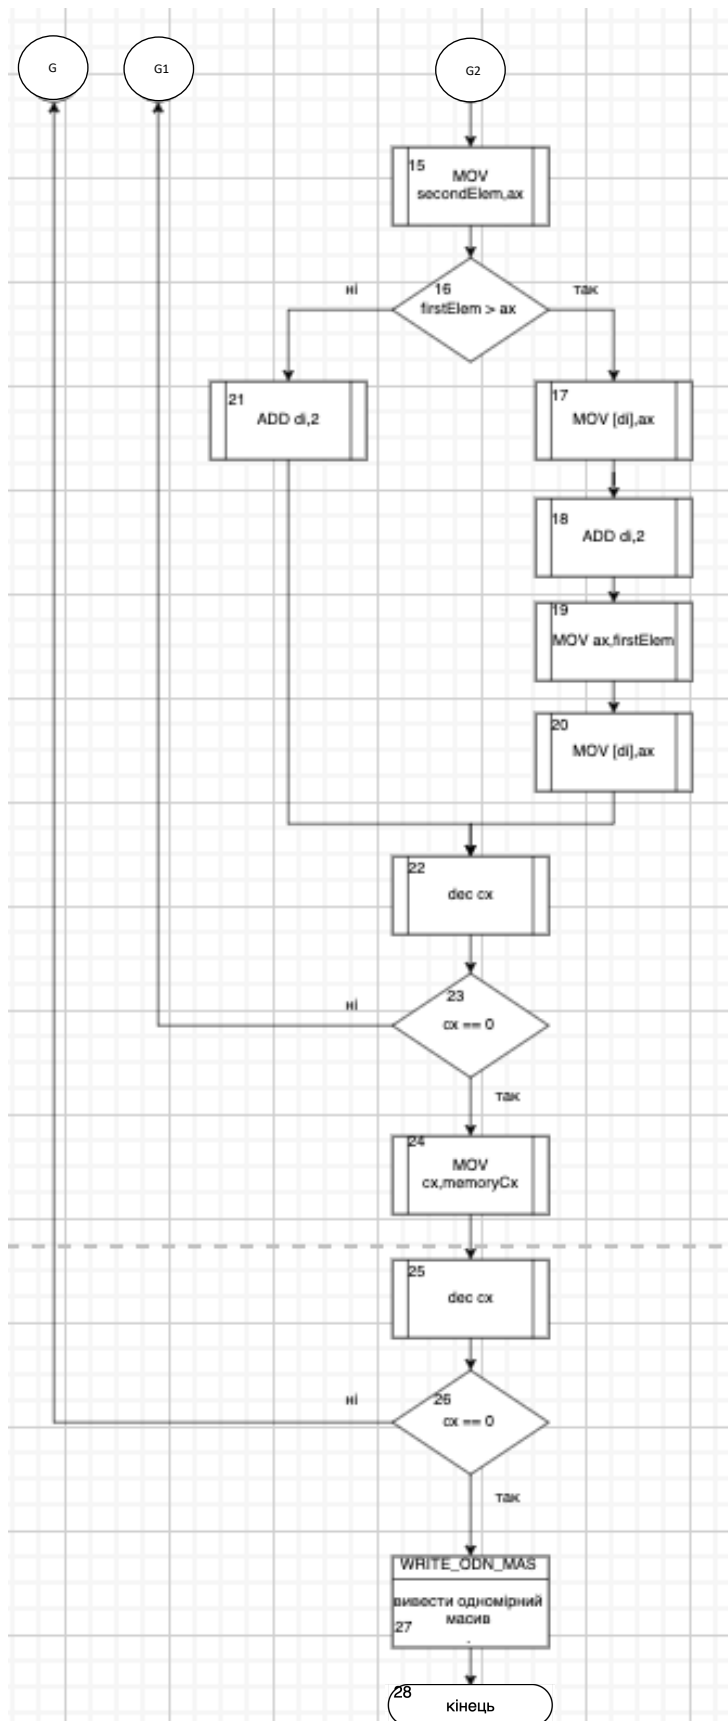 G
G1
G2
15
MOV
secondElem,ax
ні
16
так
firstElem > ax
21
ADD di,2
17
MOV [di],ax
18
ADD di,2
19
MOV ax,firstElem
20
MOV [di],ax
22
dec cx
ні
23
cx == 0
так
24
MOV
cx,memoryCx
25
dec cx
ні
26
cx == 0
так
WRITE_ODN_MAS
вивести одномірний
масив
27
28
кінець